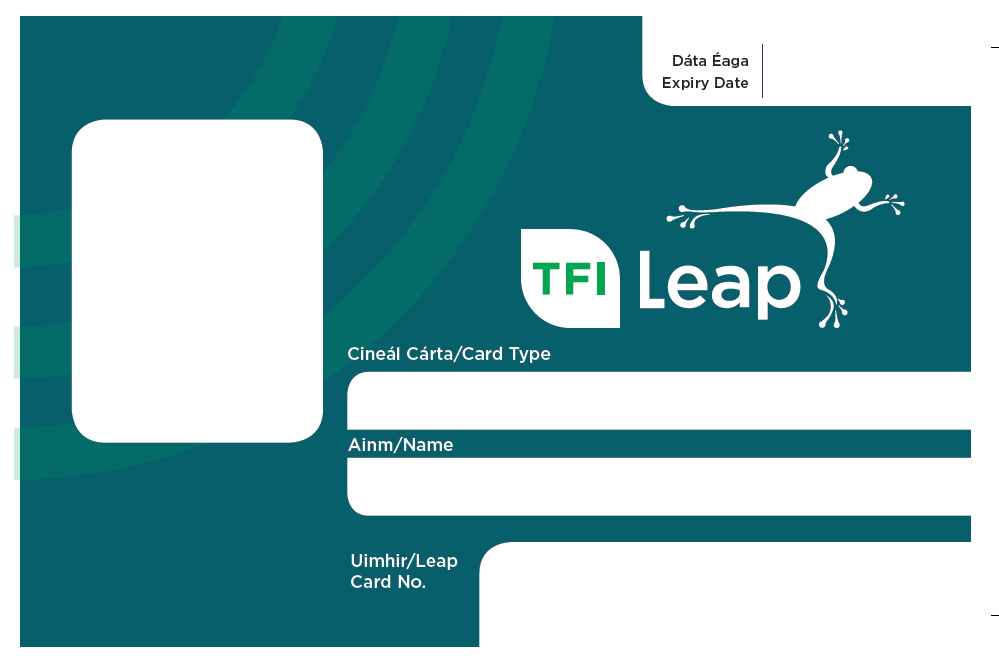 Dáta Éaga
Expiry Date
TFI Leap
Cineál Cárta/Card Type
Ainm/Name
Uimhir/Leap
Card No.